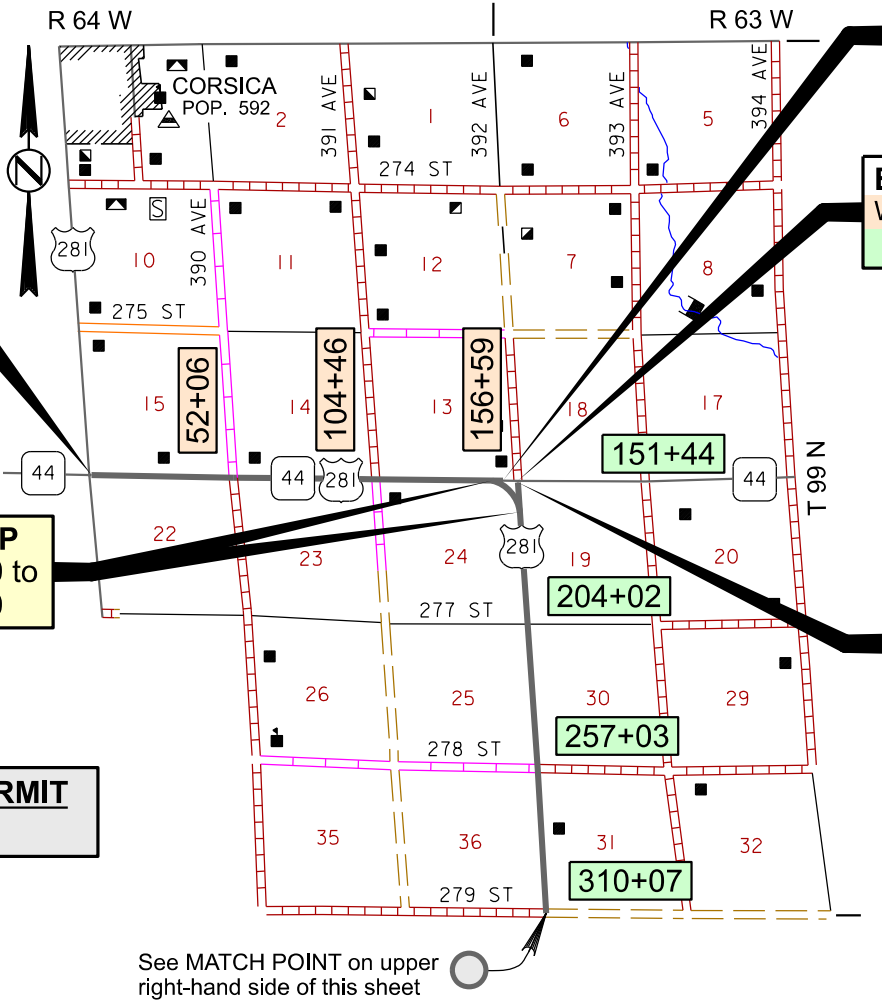 R 64 W
R 63 W
CORSICA
POP. 592
2
391 AVE
1
392 AVE
6
393 AVE
5
394 AVE
274 ST
N
281
S
390 AVE
10
11
12
7
8
275 ST
15
52+06
14
104+46
13
156+59
18
17
151+44
T 99 N
44
44
281
44
P
to
22
23
24
281
19
20
204+02
277 ST
26
25
30
29
257+03
278 ST
RMIT
35
36
31
32
310+07
279 ST
See MATCH POINT on upper
right-hand side of this sheet